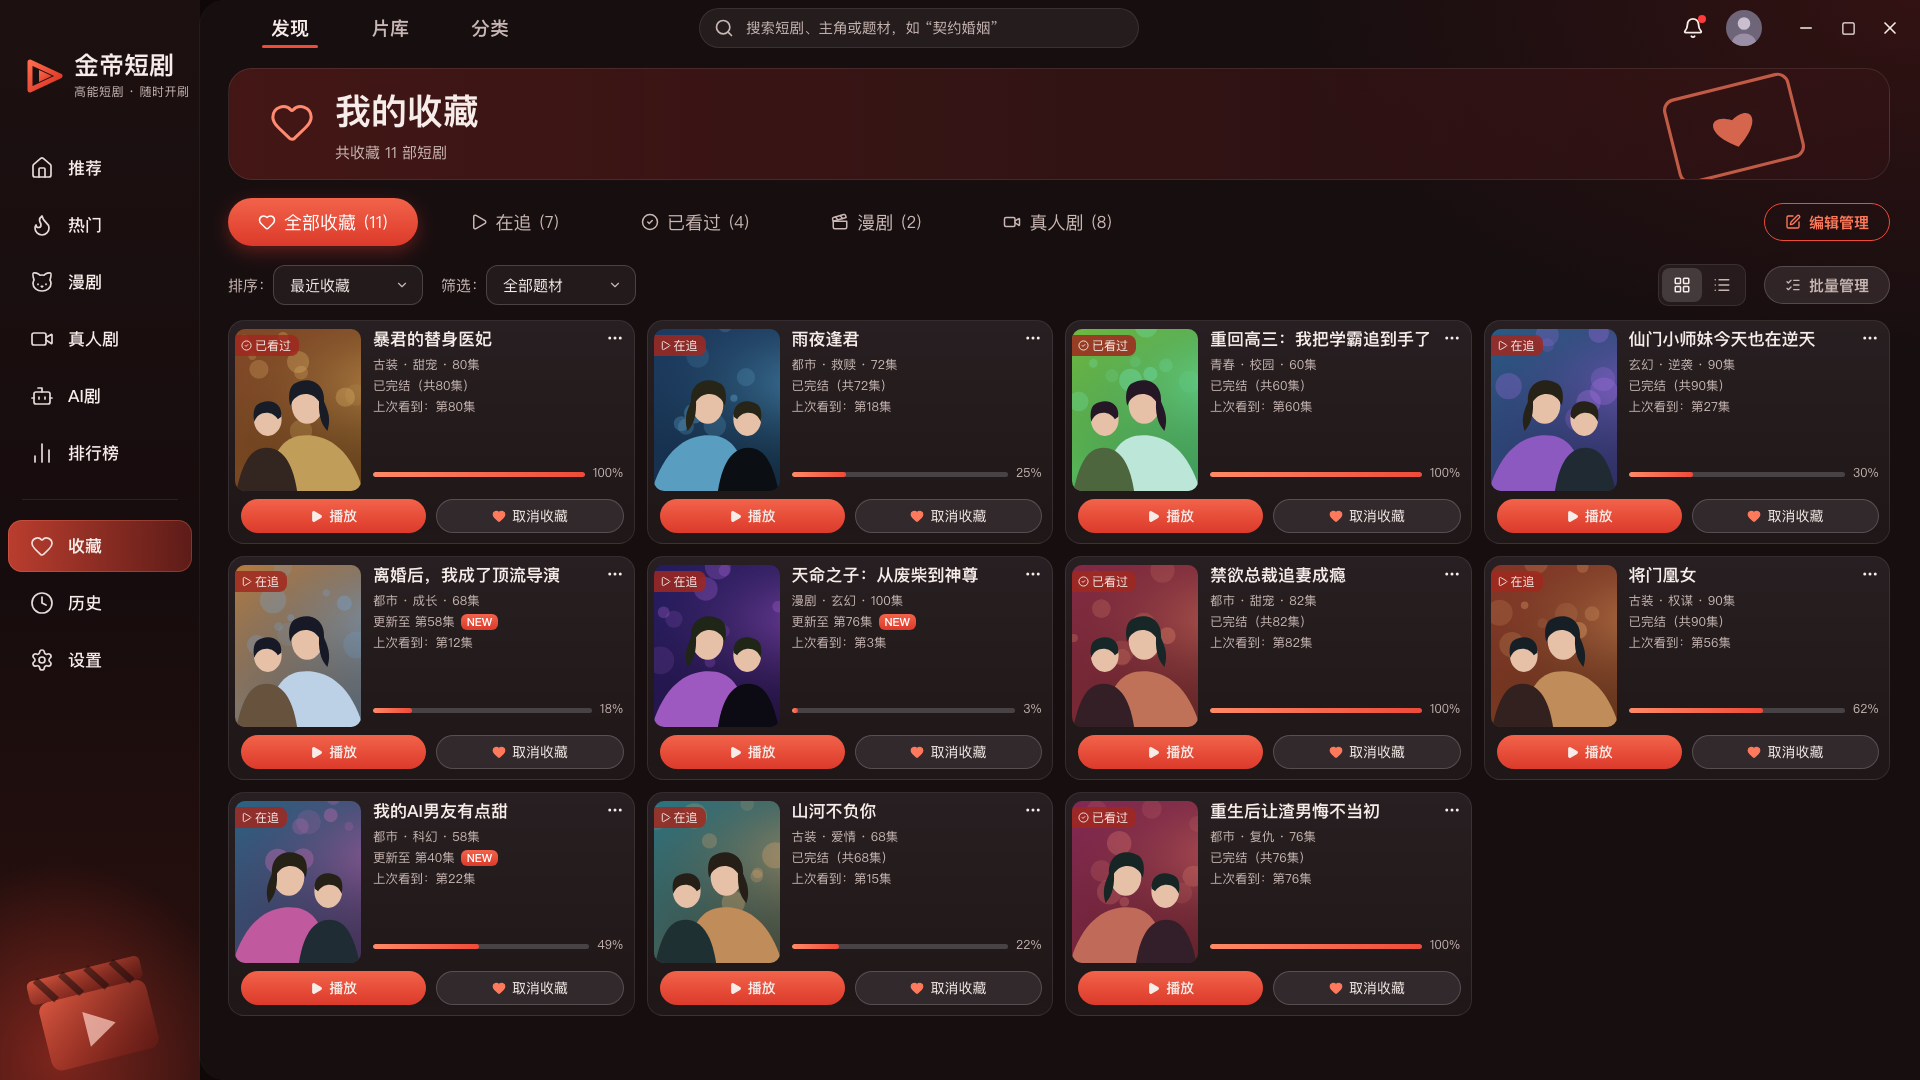 金帝短剧
高能短剧 · 随时开刷
推荐
热门
漫剧
真人剧
AI剧
排行榜
收藏
历史
设置
发现
片库
分类
搜索短剧、主角或题材，如 “契约婚姻”
我的收藏
共收藏 11 部短剧
全部收藏 (11)
在追 (7)
已看过 (4)
漫剧 (2)
真人剧 (8)
编辑管理
排序:
最近收藏
筛选:
全部题材
批量管理
已看过
暴君的替身医妃
古装 · 甜宠 · 80集
已完结（共80集）
上次看到：第80集
100%
播放
取消收藏
在追
雨夜逢君
都市 · 救赎 · 72集
已完结（共72集）
上次看到：第18集
25%
播放
取消收藏
已看过
重回高三：我把学霸追到手了
青春 · 校园 · 60集
已完结（共60集）
上次看到：第60集
100%
播放
取消收藏
在追
仙门小师妹今天也在逆天
玄幻 · 逆袭 · 90集
已完结（共90集）
上次看到：第27集
30%
播放
取消收藏
在追
离婚后，我成了顶流导演
都市 · 成长 · 68集
更新至 第58集 NEW
上次看到：第12集
18%
播放
取消收藏
在追
天命之子：从废柴到神尊
漫剧 · 玄幻 · 100集
更新至 第76集 NEW
上次看到：第3集
3%
播放
取消收藏
已看过
禁欲总裁追妻成瘾
都市 · 甜宠 · 82集
已完结（共82集）
上次看到：第82集
100%
播放
取消收藏
在追
将门凰女
古装 · 权谋 · 90集
已完结（共90集）
上次看到：第56集
62%
播放
取消收藏
在追
我的AI男友有点甜
都市 · 科幻 · 58集
更新至 第40集 NEW
上次看到：第22集
49%
播放
取消收藏
在追
山河不负你
古装 · 爱情 · 68集
已完结（共68集）
上次看到：第15集
22%
播放
取消收藏
已看过
重生后让渣男悔不当初
都市 · 复仇 · 76集
已完结（共76集）
上次看到：第76集
100%
播放
取消收藏